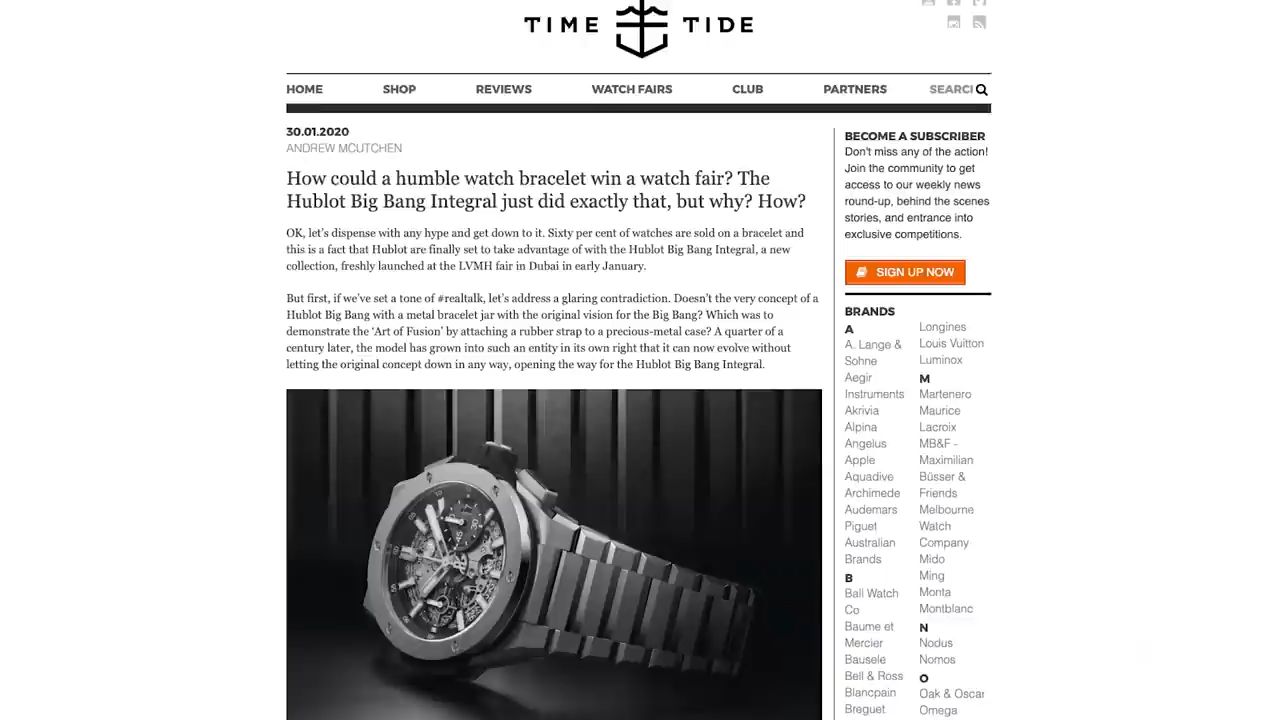 TIME TIDE
HOME SHOP REVIEWS WATCH FAIRS CLUB PARTNERS SEARCI
30.01.2020
ANDREW MCUTCHEN
How could a humble watch bracelet win a watch fair? The
Hublot Big Bang Integral just did exactly that, but why? How?
OK, let's dispense with any hype and get down to it. Sixty per cent of watches are sold on a bracelet and
this is a fact that Hublot are finally set to take advantage of with the Hublot Big Bang Integral, a new
collection, freshly launched at the LVMH fair in Dubai in early January.
But first, if we've set a tone of #realtalk, let's address a glaring contradiction. Doesn't the very concept of a
Hublot Big Bang with a metal bracelet jar with the original vision for the Big Bang? Which was to
demonstrate the 'Art of Fusion' by attaching a rubber strap to a precious-metal case? A quarter of a
century later, the model has grown into such an entity in its own right that it can now evolve without
letting the original concept down in any way, opening the way for the Hublot Big Bang Integral.
BECOME A SUBSCRIBER
Don't miss any of the action!
Join the community to get
access to our weekly news
round-up, behind the scenes
stories, and entrance into
exclusive competitions.
SIGN UP NOW
BRANDS
A
A. Lange &
Sohne
Aegir
Instruments
Akrivia
Alpina
Angelus
Apple
Aquadive
Archimede
Audemars
Piguet
Australian
Brands
B
Ball Watch
Co
Baume et
Mercier
Bausele
Bell & Ross
Blancpain
Breguet
Longines
Louis Vuitton
Luminox
M
Martenero
Maurice
Lacroix
MB&F -
Maximilian
Büsser &
Friends
Melbourne
Watch
Company
Mido
Ming
Monta
Montblanc
N
Nodus
Nomos
O
Oak & Oscar
Omega